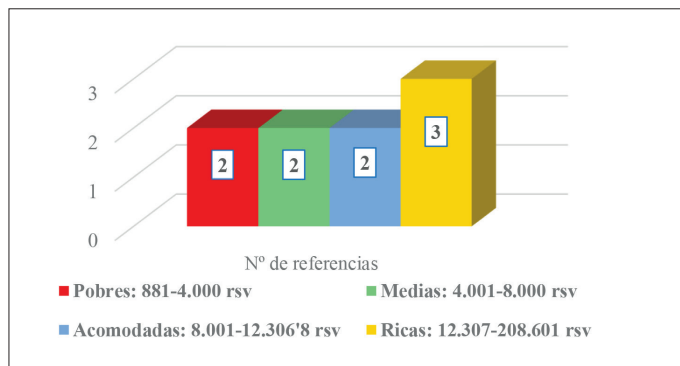 3
2
1
0
2
2
2
3
Nº de referencias
Pobres: 881-4.000 rsv
Medias: 4.001-8.000 rsv
Acomodadas: 8.001-12.306'8 rsv
Ricas: 12.307-208.601 rsv